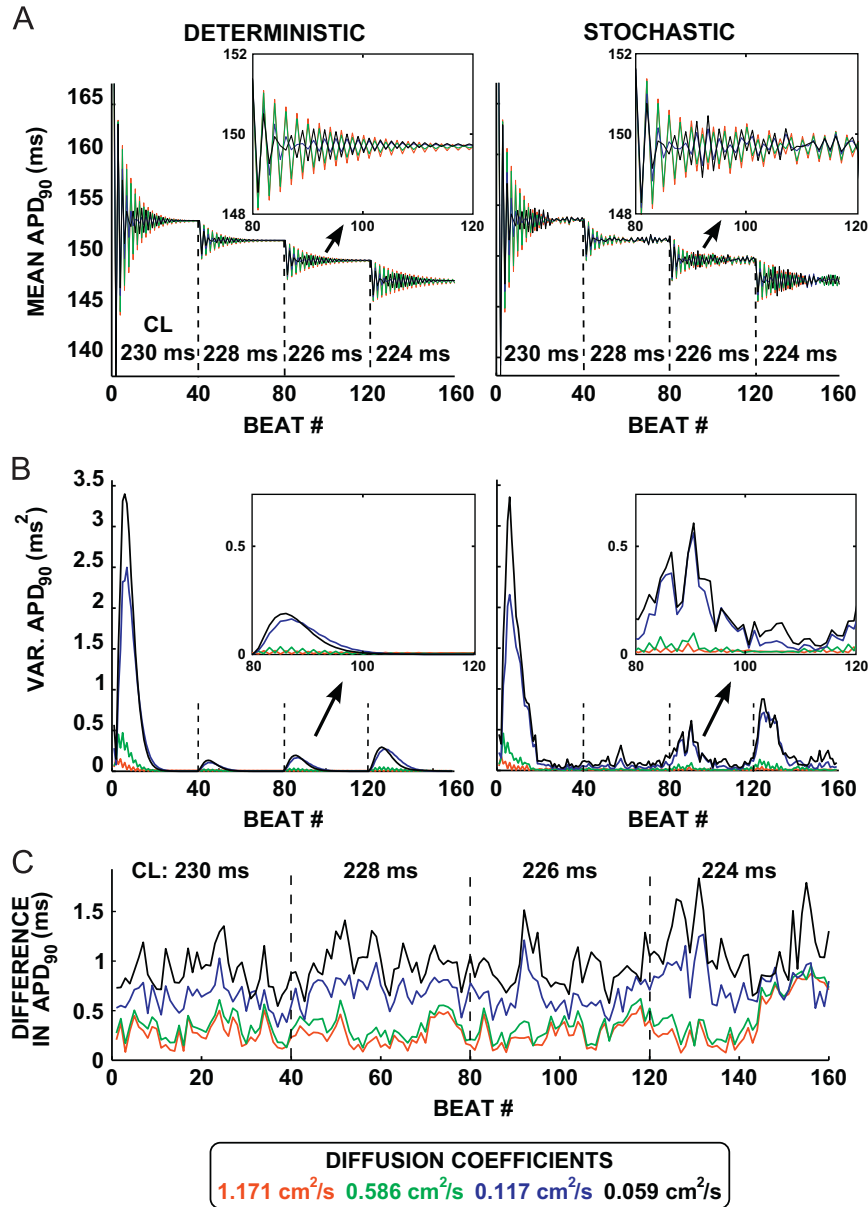 A
DETERMINISTIC
STOCHASTIC
MEAN APD90 (ms)
165
160
155
150
145
140
152
150
148
80 100 120
152
150
148
80 100 120
CL
230 ms 228 ms 226 ms 224 ms
230 ms 228 ms 226 ms 224 ms
0 40 80 120 160
0 40 80 120 160
BEAT #
BEAT #
B
VAR. APD90 (ms2)
3.5
3
2.5
2
1.5
1
0.5
0
0.5
0
80 100 120
0.5
0
80 100 120
0 40 80 120 160
0 40 80 120 160
BEAT #
BEAT #
C
DIFFERENCE
IN APD90 (ms)
CL: 230 ms 228 ms 226 ms 224 ms
1.5
1
0.5
0
0 20 40 60 80 100 120 140 160
BEAT #
DIFFUSION COEFFICIENTS
1.171 cm2/s 0.586 cm2/s 0.117 cm2/s 0.059 cm2/s